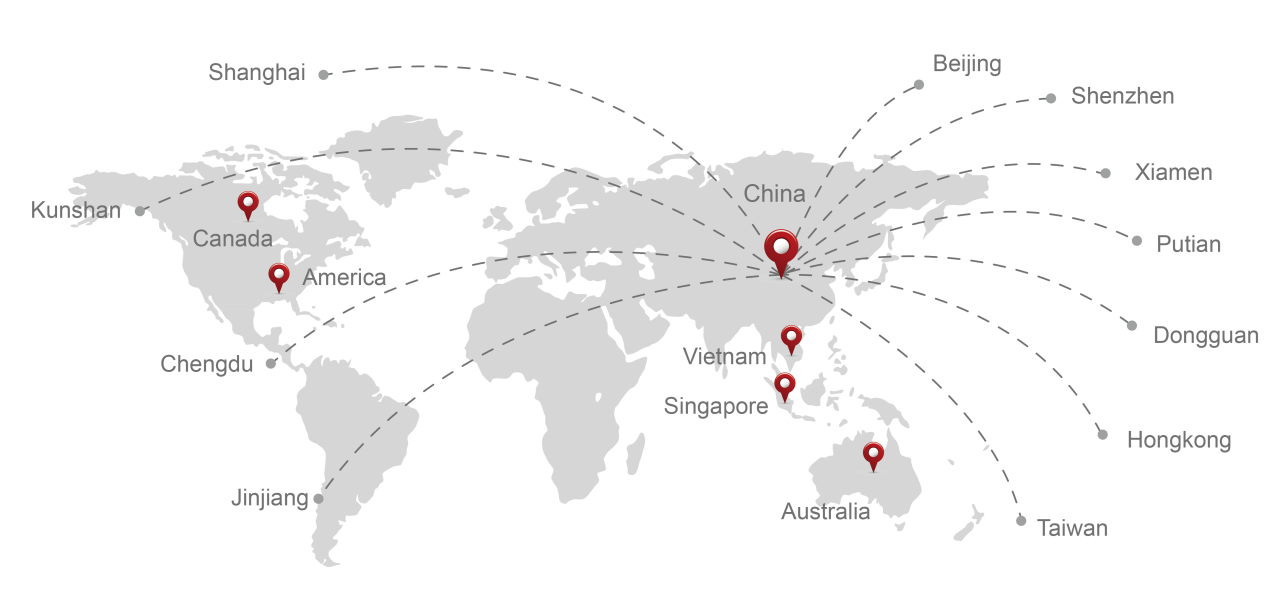 Shanghai
Beijing
Shenzhen
Xiamen
China
Kunshan
Canada
Putian
America
Dongguan
Vietnam
Chengdu
Singapore
Hongkong
Jinjiang
Australia
Taiwan